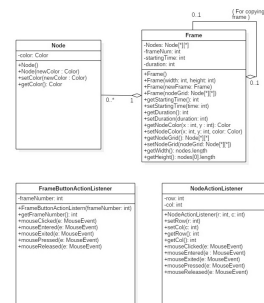 0..1
( For copying
frame )
Frame
-Nodes: Node[*][*]
-frameNum: int
-startingTime: int
-duration: int
+Frame()
+Frame(width: int, height: int)
+Frame(newFrame: Frame)
+Frame(nodeGrid: Node[*][*])
+getStartingTime(): int
+setStartingTime(time: int)
+getDuration(): int
+setDuration(duration: int)
+getNodeColor(x : int, y : int): Color
+setNodeColor(x: int, y: int, color: Color)
+getNodeGrid(): Node[*][*]
+setNodeGrid(nodeGrid: Node[*][*])
+getWidth(): nodes.length
+getHeight(): nodes[0].length
0..1
Node
-color: Color
+Node()
+Node(newColor : Color)
+setColor(newColor : Color)
+getColor(): Color
0..*
1
FrameButtonActionListener
-frameNumber: int
+FrameButtonActionListern(frameNumber: int)
+getFrameNumber(): int
+mouseClicked(e: MouseEvent)
+mouseEntered(e: MouseEvent)
+mouseExited(e: MouseEvent)
+mousePressed(e: MouseEvent)
+mouseReleased(e: MouseEvent)
NodeActionListener
-row: int
-col: int
+NodeActionListener(r: int, c: int)
+setRow(r: int)
+setCol(c: int)
+getRow(): int
+getCol(): int
+mouseClicked(e: MouseEvent)
+mouseEntered(e : MouseEvent)
+mouseExited(e: MouseEvent)
+mousePressed(e: MouseEvent)
+mouseReleased(e: MouseEvent)